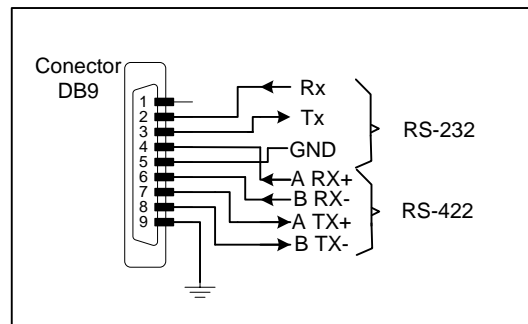 Conector
DB9
1
2
3
4
5
6
7
8
9
Rx
Tx
GND
A RX+
B RX-
A TX+
B TX-
RS-232
RS-422